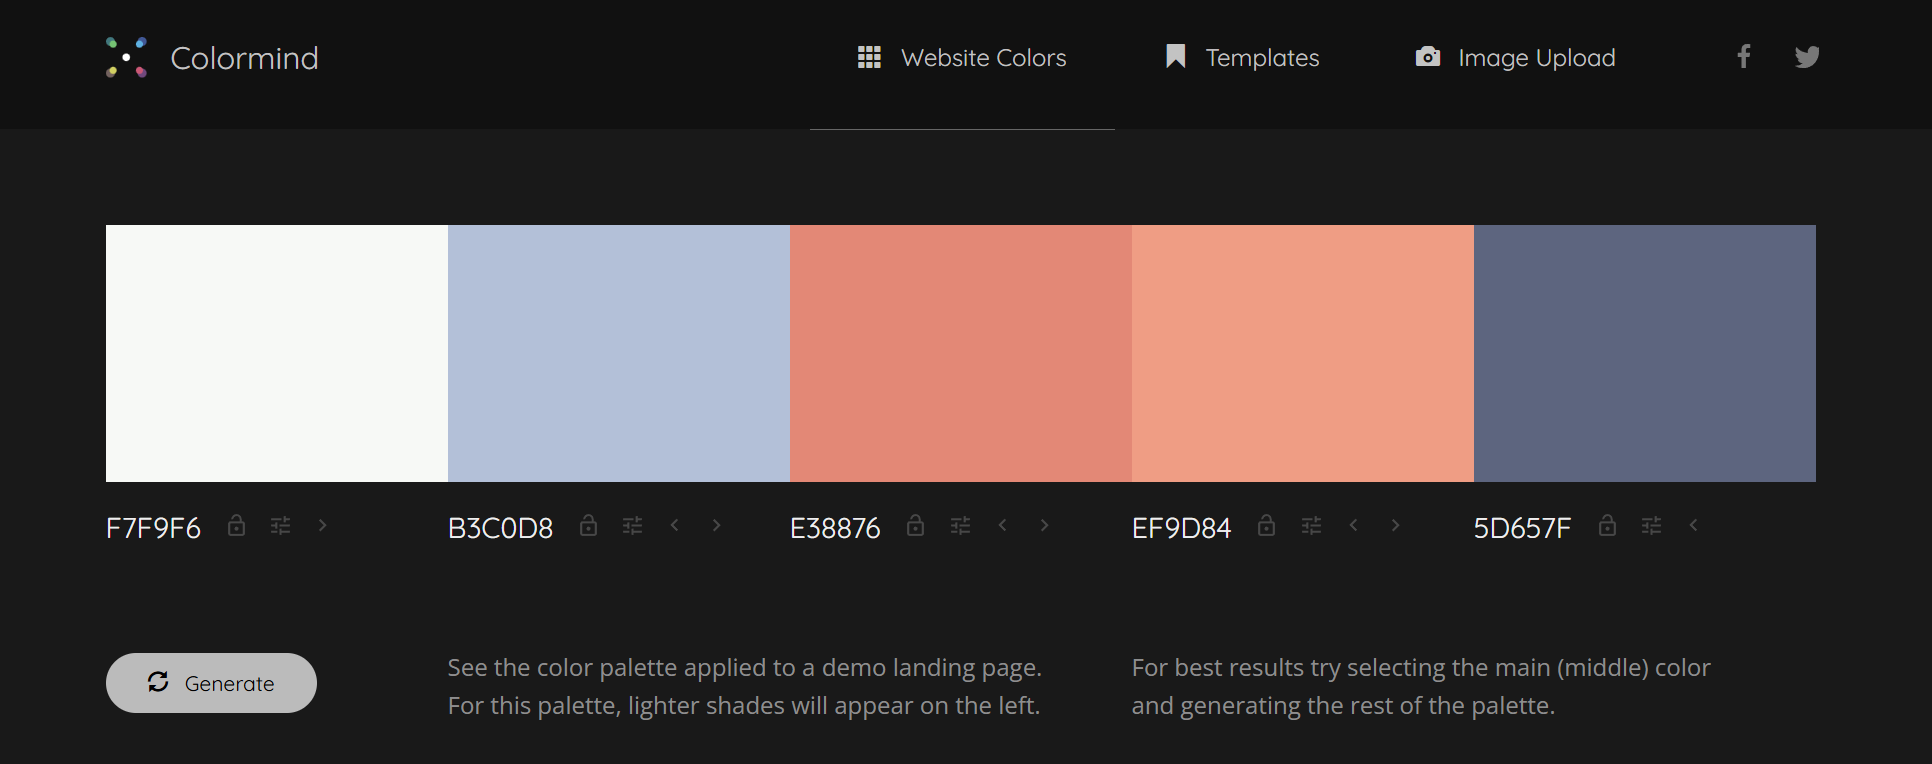 Colormind
Website Colors
Templates
Image Upload
F7F9F6
B3C0D8
E38876
EF9D84
5D657F
Generate
See the color palette applied to a demo landing page.
For this palette, lighter shades will appear on the left.
For best results try selecting the main (middle) color
and generating the rest of the palette.